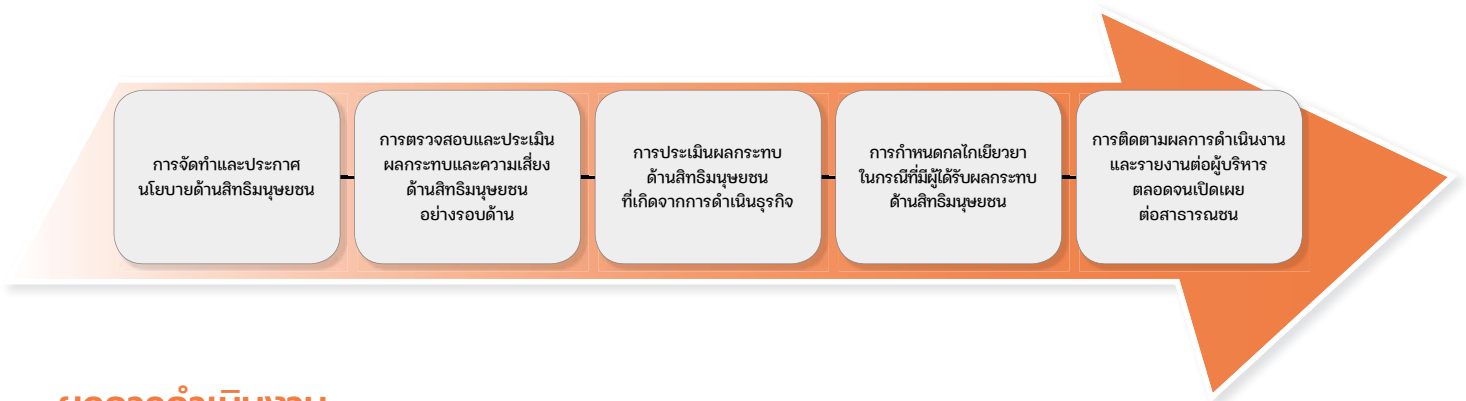 การจัดทำและประกาศ
นโยบายด้านสิทธิมนุษยชน
การตรวจสอบและประเมิน
ผลกระทบและความเสี่ยง
ด้านสิทธิมนุษยชน
อย่างรอบด้าน
การประเมินผลกระทบ
ด้านสิทธิมนุษยชน
ที่เกิดจากการดำเนินธุรกิจ
การกำหนดกลไกเยียวยา
ในกรณีที่มีผู้ได้รับผลกระทบ
ด้านสิทธิมนุษยชน
การติดตามผลการดำเนินงาน
และรายงานต่อผู้บริหาร
ตลอดจนเปิดเผย
ต่อสาธารณชน